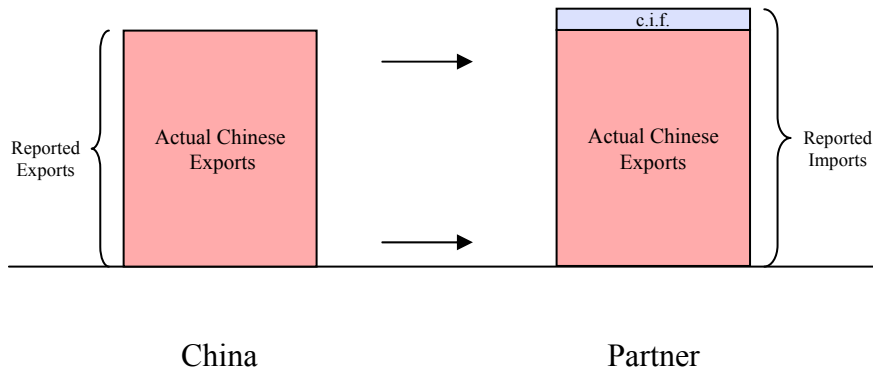 c.i.f.
Actual Chinese
Exports
Actual Chinese
Exports
Reported
Exports
Reported
Imports
China
Partner